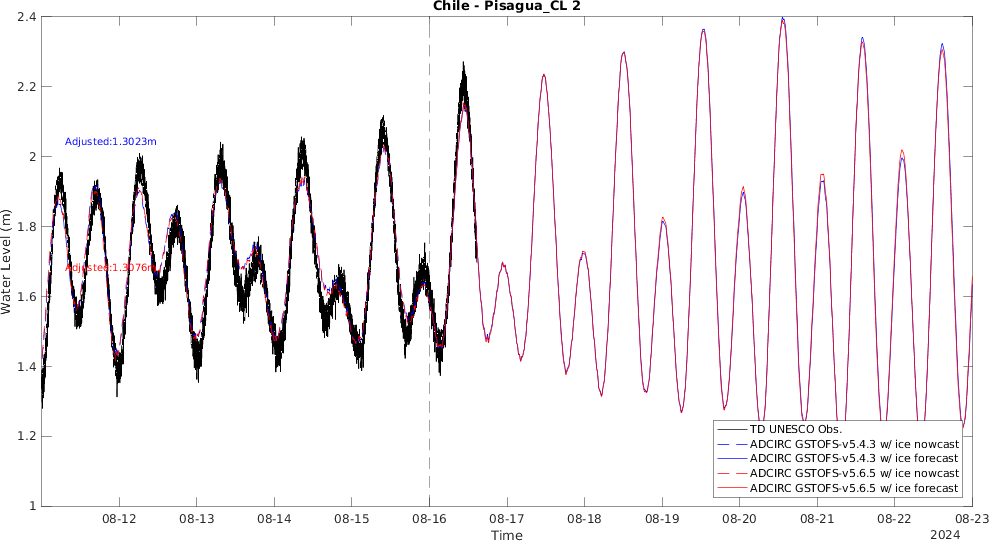 Chile - Pisagua_CL 2
2.4
2.2
2
1.8
1.6
1.4
1.2
1
Water Level (m)
Adjusted:1.3023m
Adjusted:1.3076m
TD UNESCO Obs.
ADCIRC GSTOFS-v5.4.3 w/ ice nowcast
ADCIRC GSTOFS-v5.4.3 w/ ice forecast
ADCIRC GSTOFS-v5.6.5 w/ ice nowcast
ADCIRC GSTOFS-v5.6.5 w/ ice forecast
08-12 08-13 08-14 08-15 08-16 08-17 08-18 08-19 08-20 08-21 08-22 08-23
Time
2024